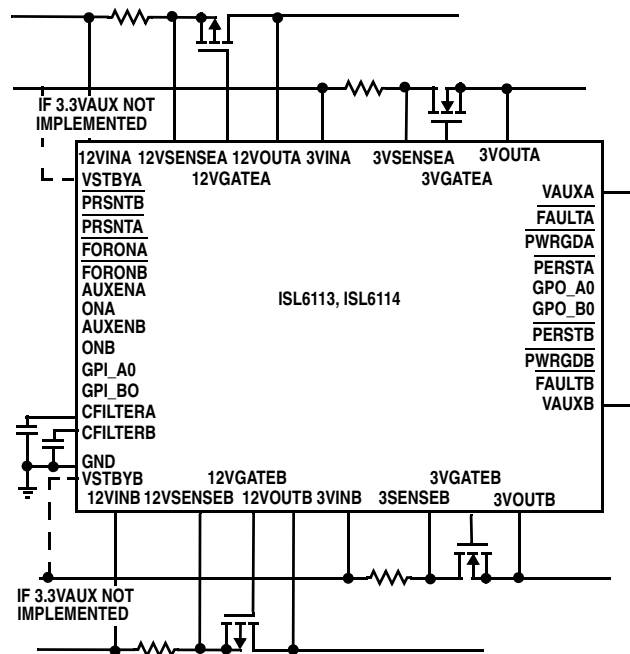 IF 3.3VAUX NOT
IMPLEMENTED
12VINA 12VSENSEA 12VOUTA 3VINA 3VSENSEA 3VOUTA
12VGATEA 3VGATEA
VSTBYA
PRSNTB
PRSNTA
FORONA
FORONB
AUXENA
ONA
AUXENB
ONB
GPI_A0
GPI_BO
CFILTERA
CFILTERB
GND
VSTBYB
ISL6113, ISL6114
VAUXA
FAULTA
PWRGDA
PERSTA
GPO_A0
GPO_B0
PERSTB
PWRGDB
FAULTB
VAUXB
12VGATEB 3VGATEB
12VINB 12VSENSEB 12VOUTB 3VINB 3SENSEB 3VOUTB
IF 3.3VAUX NOT
IMPLEMENTED